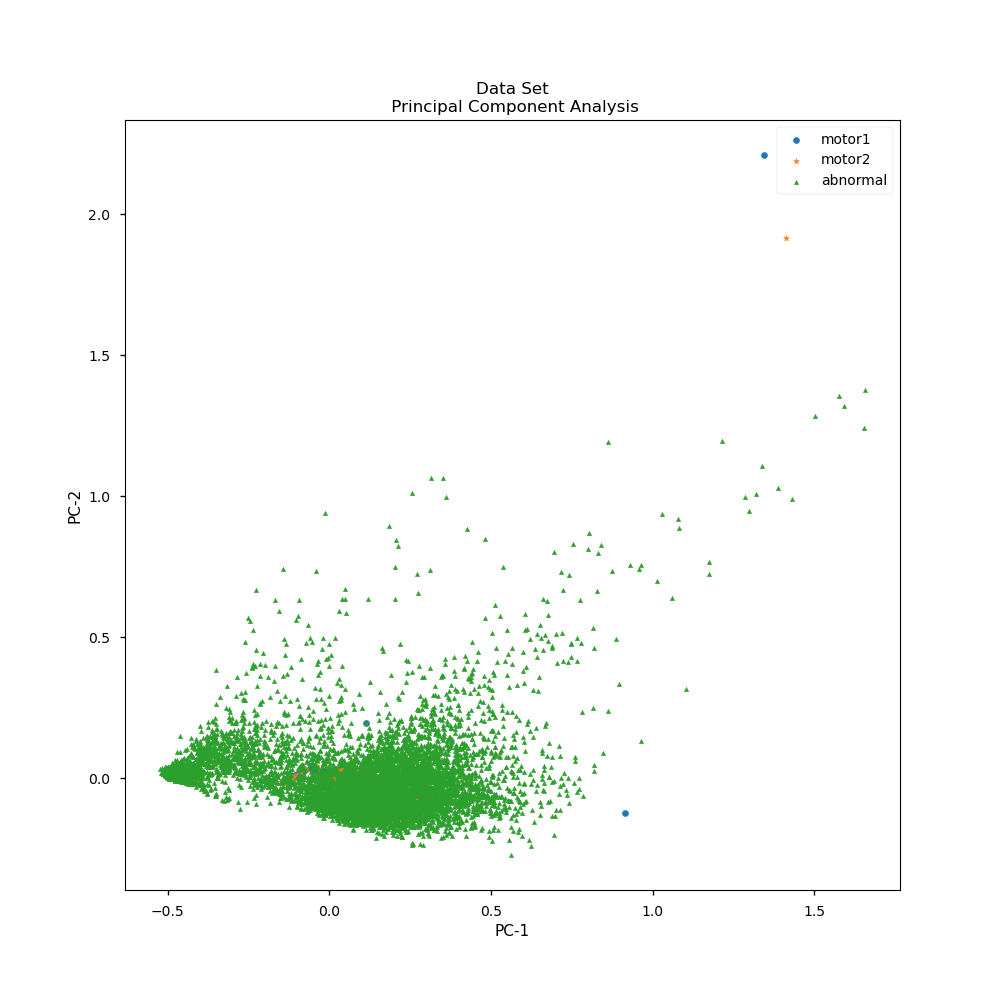 Data Set
Principal Component Analysis
motor1
motor2
abnormal
PC-2
2.0
1.5
1.0
0.5
0.0
−0.5
0.0
0.5
1.0
1.5
PC-1